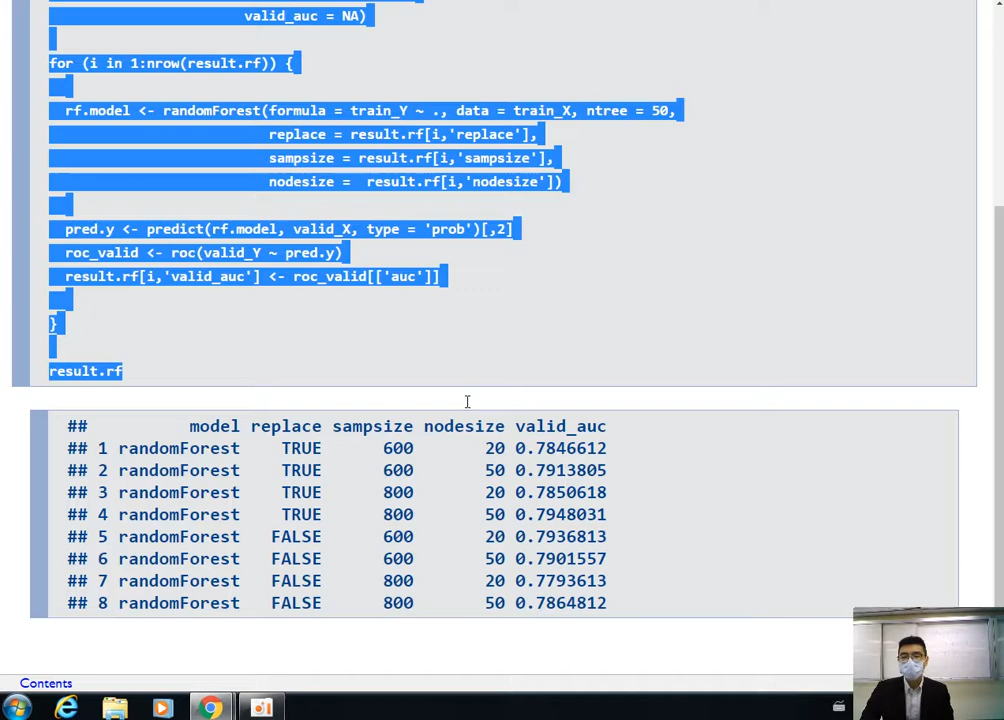 valid_auc = NA)
for (i in 1:nrow(result.rf)) {
rf.model <- randomForest(formula = train_Y ~ ., data = train_X, ntree = 50,
replace = result.rf[i,'replace'],
sampsize = result.rf[i,'sampsize'],
nodesize =  result.rf[i,'nodesize'])
pred.y <- predict(rf.model, valid_X, type = 'prob')[,2]
roc_valid <- roc(valid_Y ~ pred.y)
result.rf[i,'valid_auc'] <- roc_valid[['auc']]
}
result.rf
## model replace sampsize nodesize valid_auc
## 1 randomForest TRUE 600 20 0.7846612
## 2 randomForest TRUE 600 50 0.7913805
## 3 randomForest TRUE 800 20 0.7850618
## 4 randomForest TRUE 800 50 0.7948031
## 5 randomForest FALSE 600 20 0.7936813
## 6 randomForest FALSE 600 50 0.7901557
## 7 randomForest FALSE 800 20 0.7793613
## 8 randomForest FALSE 800 50 0.7864812
Contents